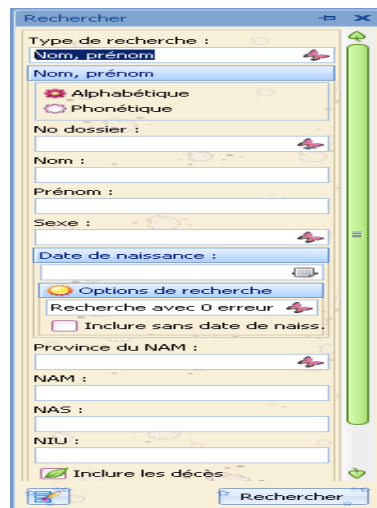 Rechercher
Type de recherche :
Nom, prénom
Nom, prénom
Alphabétique
Phonétique
No dossier :
Nom :
Prénom :
Sexe :
Date de naissance :
Options de recherche
Recherche avec 0 erreur
Inclure sans date de naiss.
Province du NAM :
NAM :
NAS :
NIU :
Inclure les décès
Rechercher